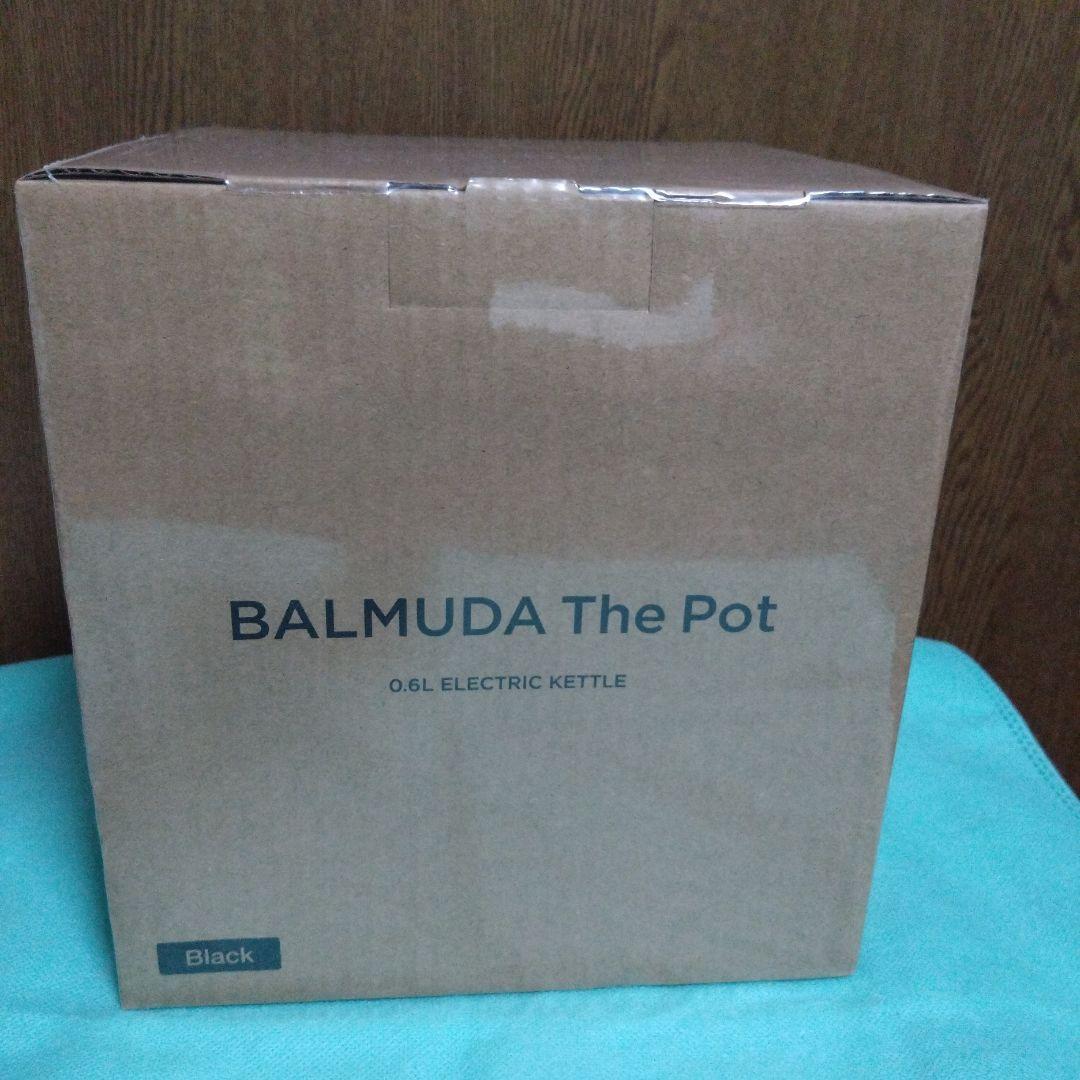 BALMUDA The Pot
0.6L ELECTRIC KETTLE
Black